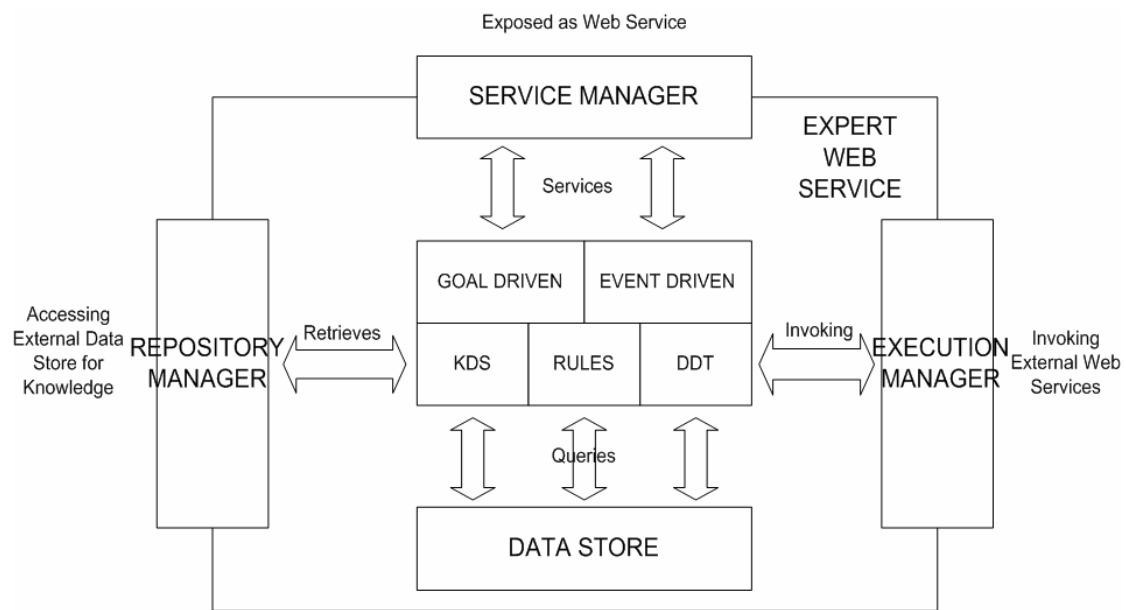 Exposed as Web Service
SERVICE MANAGER
EXPERT
WEB
SERVICE
Services
GOAL DRIVEN
EVENT DRIVEN
Accessing
External Data
Store for
Knowledge
REPOSITORY
MANAGER
Retrieves
KDS
RULES
DDT
Invoking
EXECUTION
MANAGER
Invoking
External Web
Services
Queries
DATA STORE